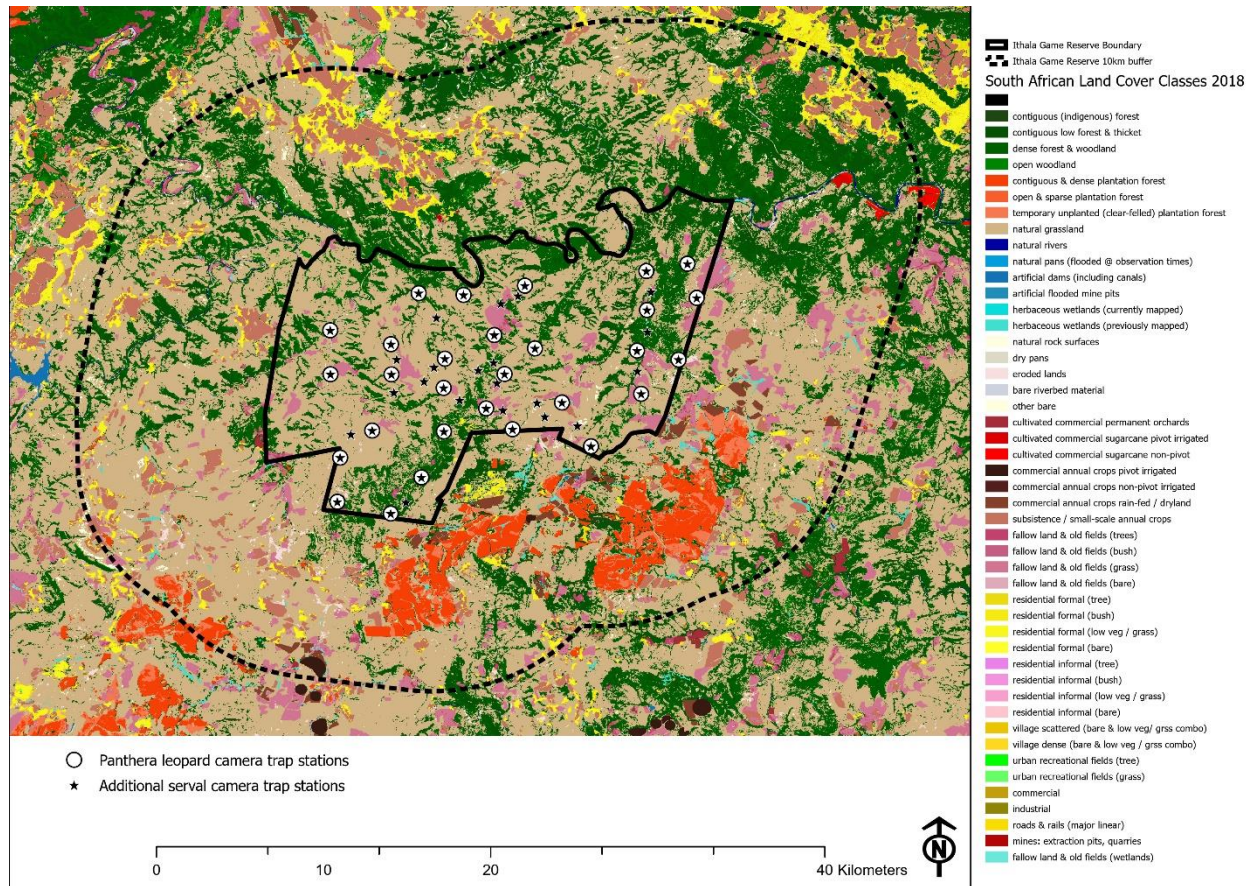 Ithala Game Reserve Boundary
Ithala Game Reserve 10km buffer
South African Land Cover Classes 2018
contiguous (indigenous) forest
contiguous low forest & thicket
dense forest & woodland
open woodland
contiguous & dense plantation forest
open & sparse plantation forest
temporary unplanted (clear-felled) plantation forest
natural grassland
natural rivers
natural pans (flooded @ observation times)
artificial dams (including canals)
artificial flooded mine pits
herbaceous wetlands (currently mapped)
herbaceous wetlands (previously mapped)
natural rock surfaces
dry pans
eroded lands
bare riverbed material
other bare
cultivated commercial permanent orchards
cultivated commercial sugarcane pivot irrigated
cultivated commercial sugarcane non-pivot
commercial annual crops pivot irrigated
commercial annual crops non-pivot irrigated
commercial annual crops rain-fed / dryland
subsistence / small-scale annual crops
fallow land & old fields (trees)
fallow land & old fields (bush)
fallow land & old fields (grass)
fallow land & old fields (bare)
residential formal (tree)
residential formal (bush)
residential formal (low veg / grass)
residential formal (bare)
residential informal (tree)
residential informal (bush)
residential informal (low veg / grass)
residential informal (bare)
village scattered (bare & low veg/ grss combo)
village dense (bare & low veg / grss combo)
urban recreational fields (tree)
urban recreational fields (grass)
commercial
industrial
roads & rails (major linear)
mines: extraction pits, quarries
fallow land & old fields (wetlands)
Panthera leopard camera trap stations
Additional serval camera trap stations
N
0 10 20 40 Kilometers